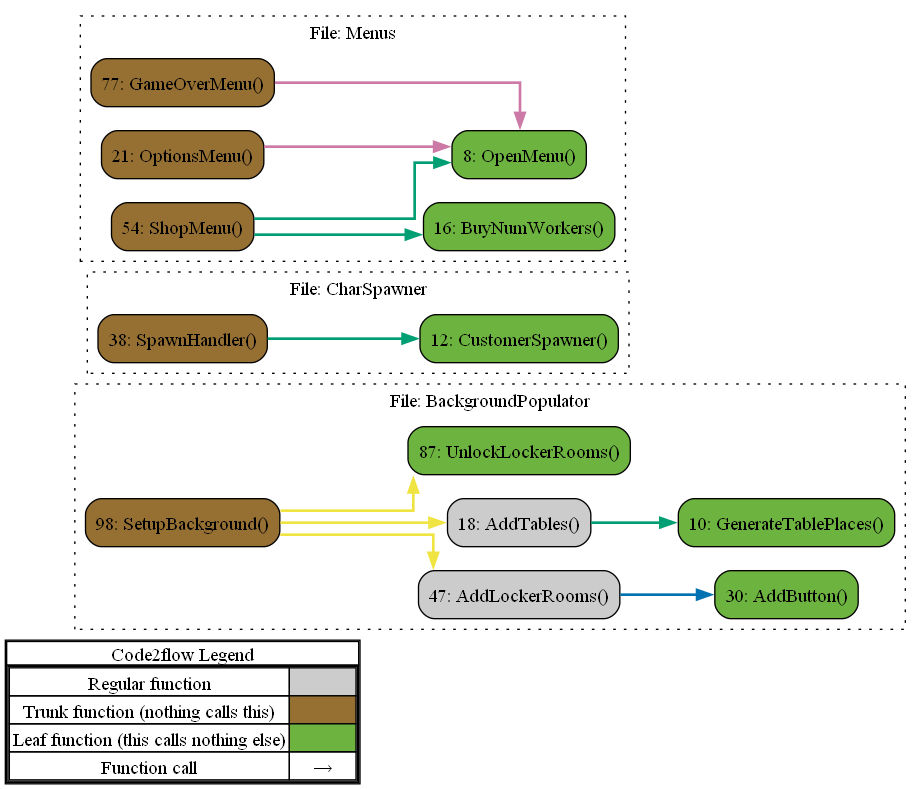 File: Menus
77: GameOverMenu()
21: OptionsMenu()
8: OpenMenu()
54: ShopMenu()
16: BuyNumWorkers()
File: CharSpawner
38: SpawnHandler()
12: CustomerSpawner()
File: BackgroundPopulator
87: UnlockLockerRooms()
98: SetupBackground()
18: AddTables()
10: GenerateTablePlaces()
47: AddLockerRooms()
30: AddButton()
Code2flow Legend
Regular function
Trunk function (nothing calls this)
Leaf function (this calls nothing else)
Function call →